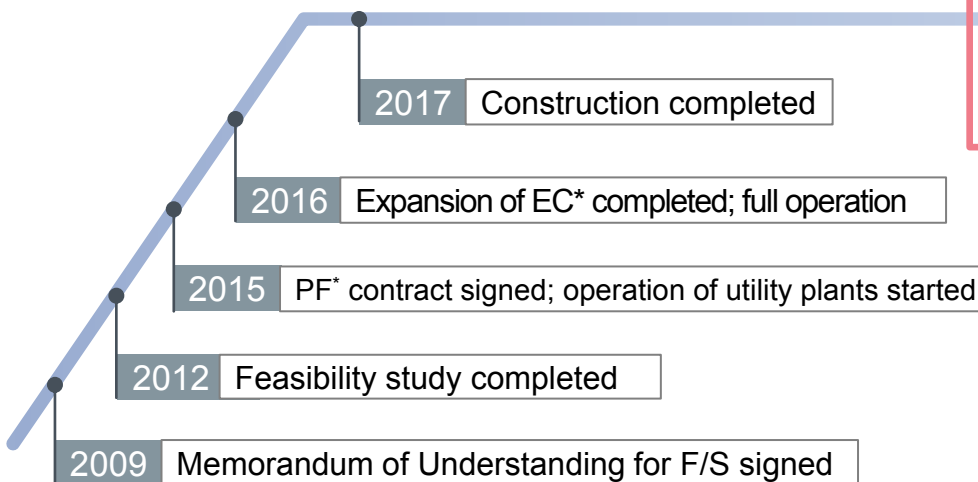 2017 Construction completed
2016 Expansion of EC* completed; full operation
2015 PF* contract signed; operation of utility plants started
2012 Feasibility study completed
2009 Memorandum of Understanding for F/S signed